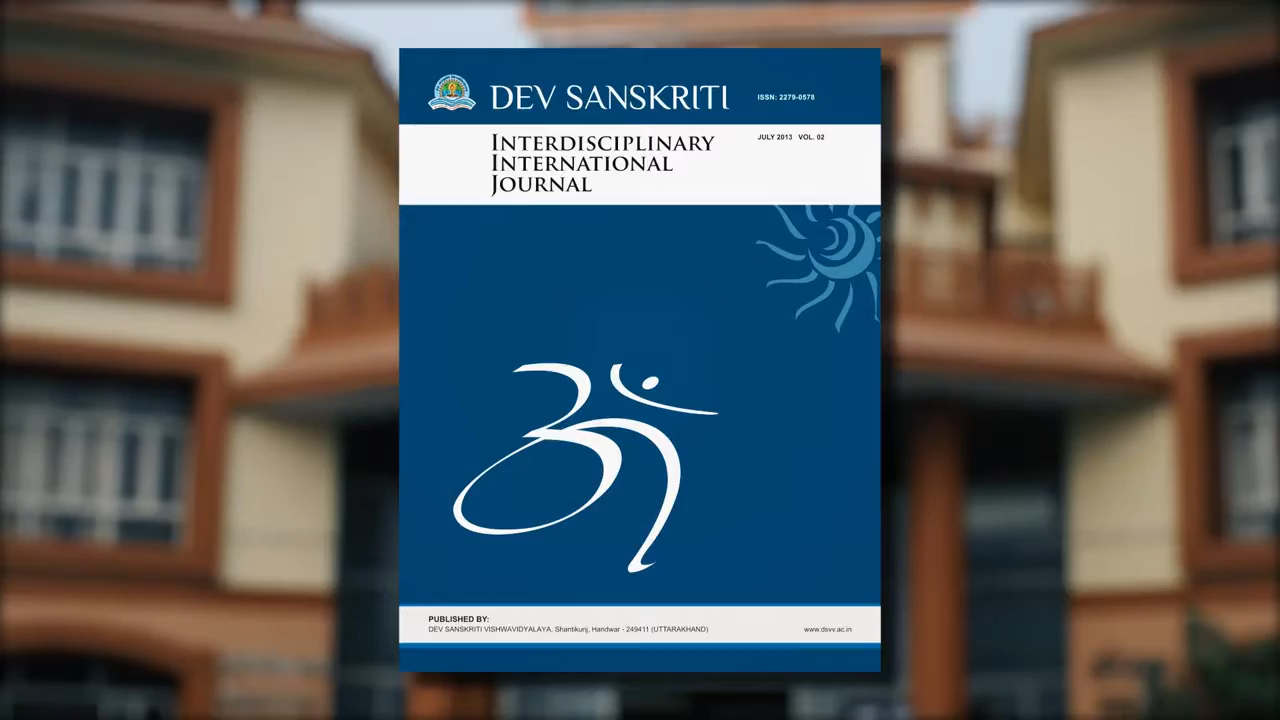 DEV SANSKRITI
ISSN: 2279-0578
INTERDISCIPLINARY
INTERNATIONAL
JOURNAL
JULY 2013 VOL. 02
ॐ
PUBLISHED BY:
DEV SANSKRITI VISHWAVIDYALAYA. Shantikunj, Haridwar - 249411 (UTTARAKHAND)
www.dsvv.ac.in